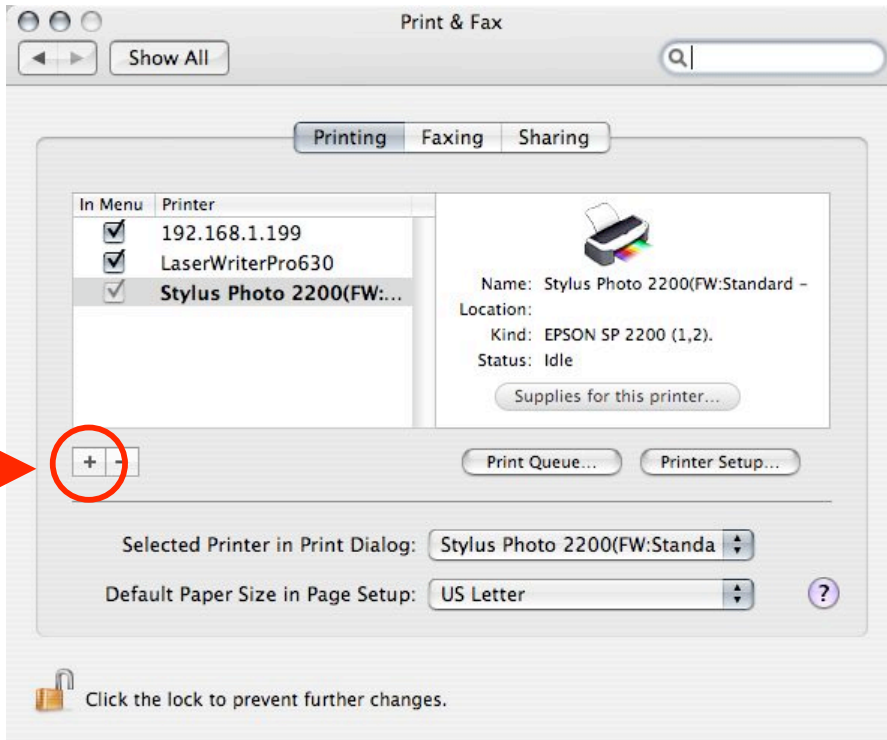 Print & Fax
Show All
Printing Faxing Sharing
In Menu Printer
192.168.1.199
LaserWriterPro630
Stylus Photo 2200(FW:...
Name: Stylus Photo 2200(FW:Standard –
Location:
Kind: EPSON SP 2200 (1,2).
Status: Idle
Supplies for this printer...
+ –
Print Queue... Printer Setup...
Selected Printer in Print Dialog: Stylus Photo 2200(FW:Standa
Default Paper Size in Page Setup: US Letter ?
Click the lock to prevent further changes.